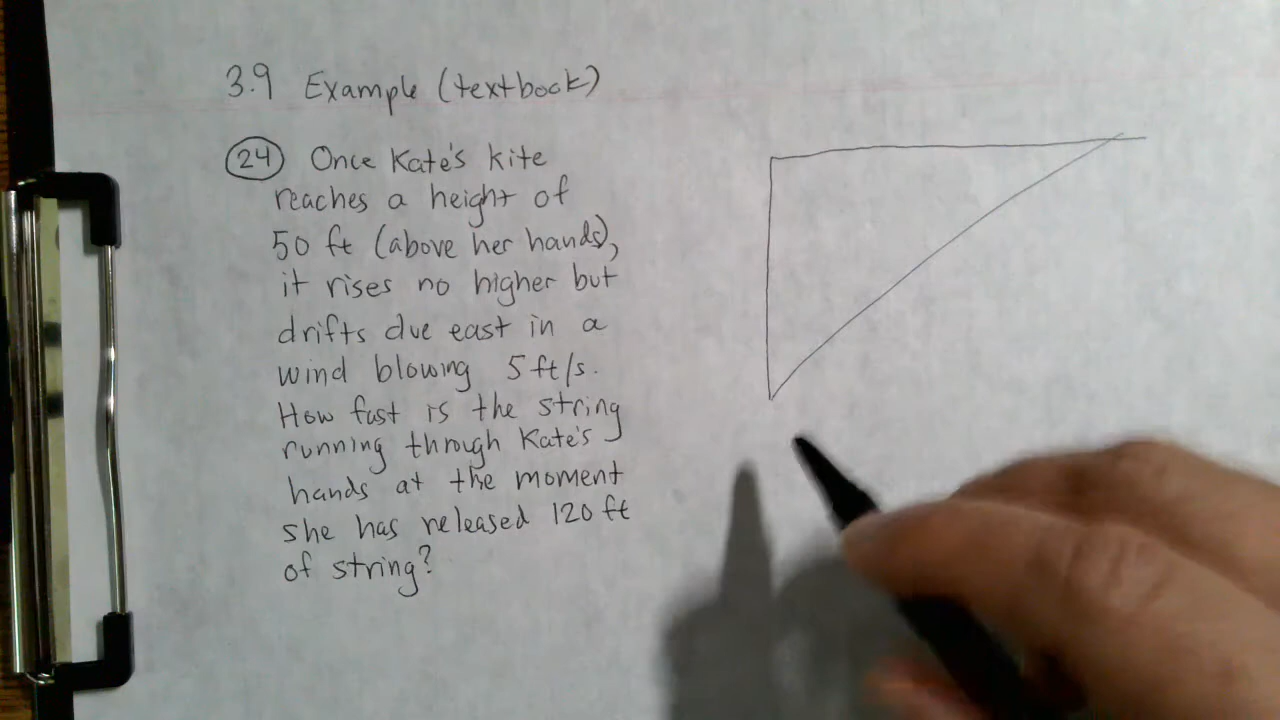 3.9 Example (textbook)
24 Once Kate's kite
reaches a height of
50 ft (above her hands),
it rises no higher but
drifts due east in a
wind blowing 5 ft/s.
How fast is the string
running through Kate's
hands at the moment
she has released 120 ft
of string?